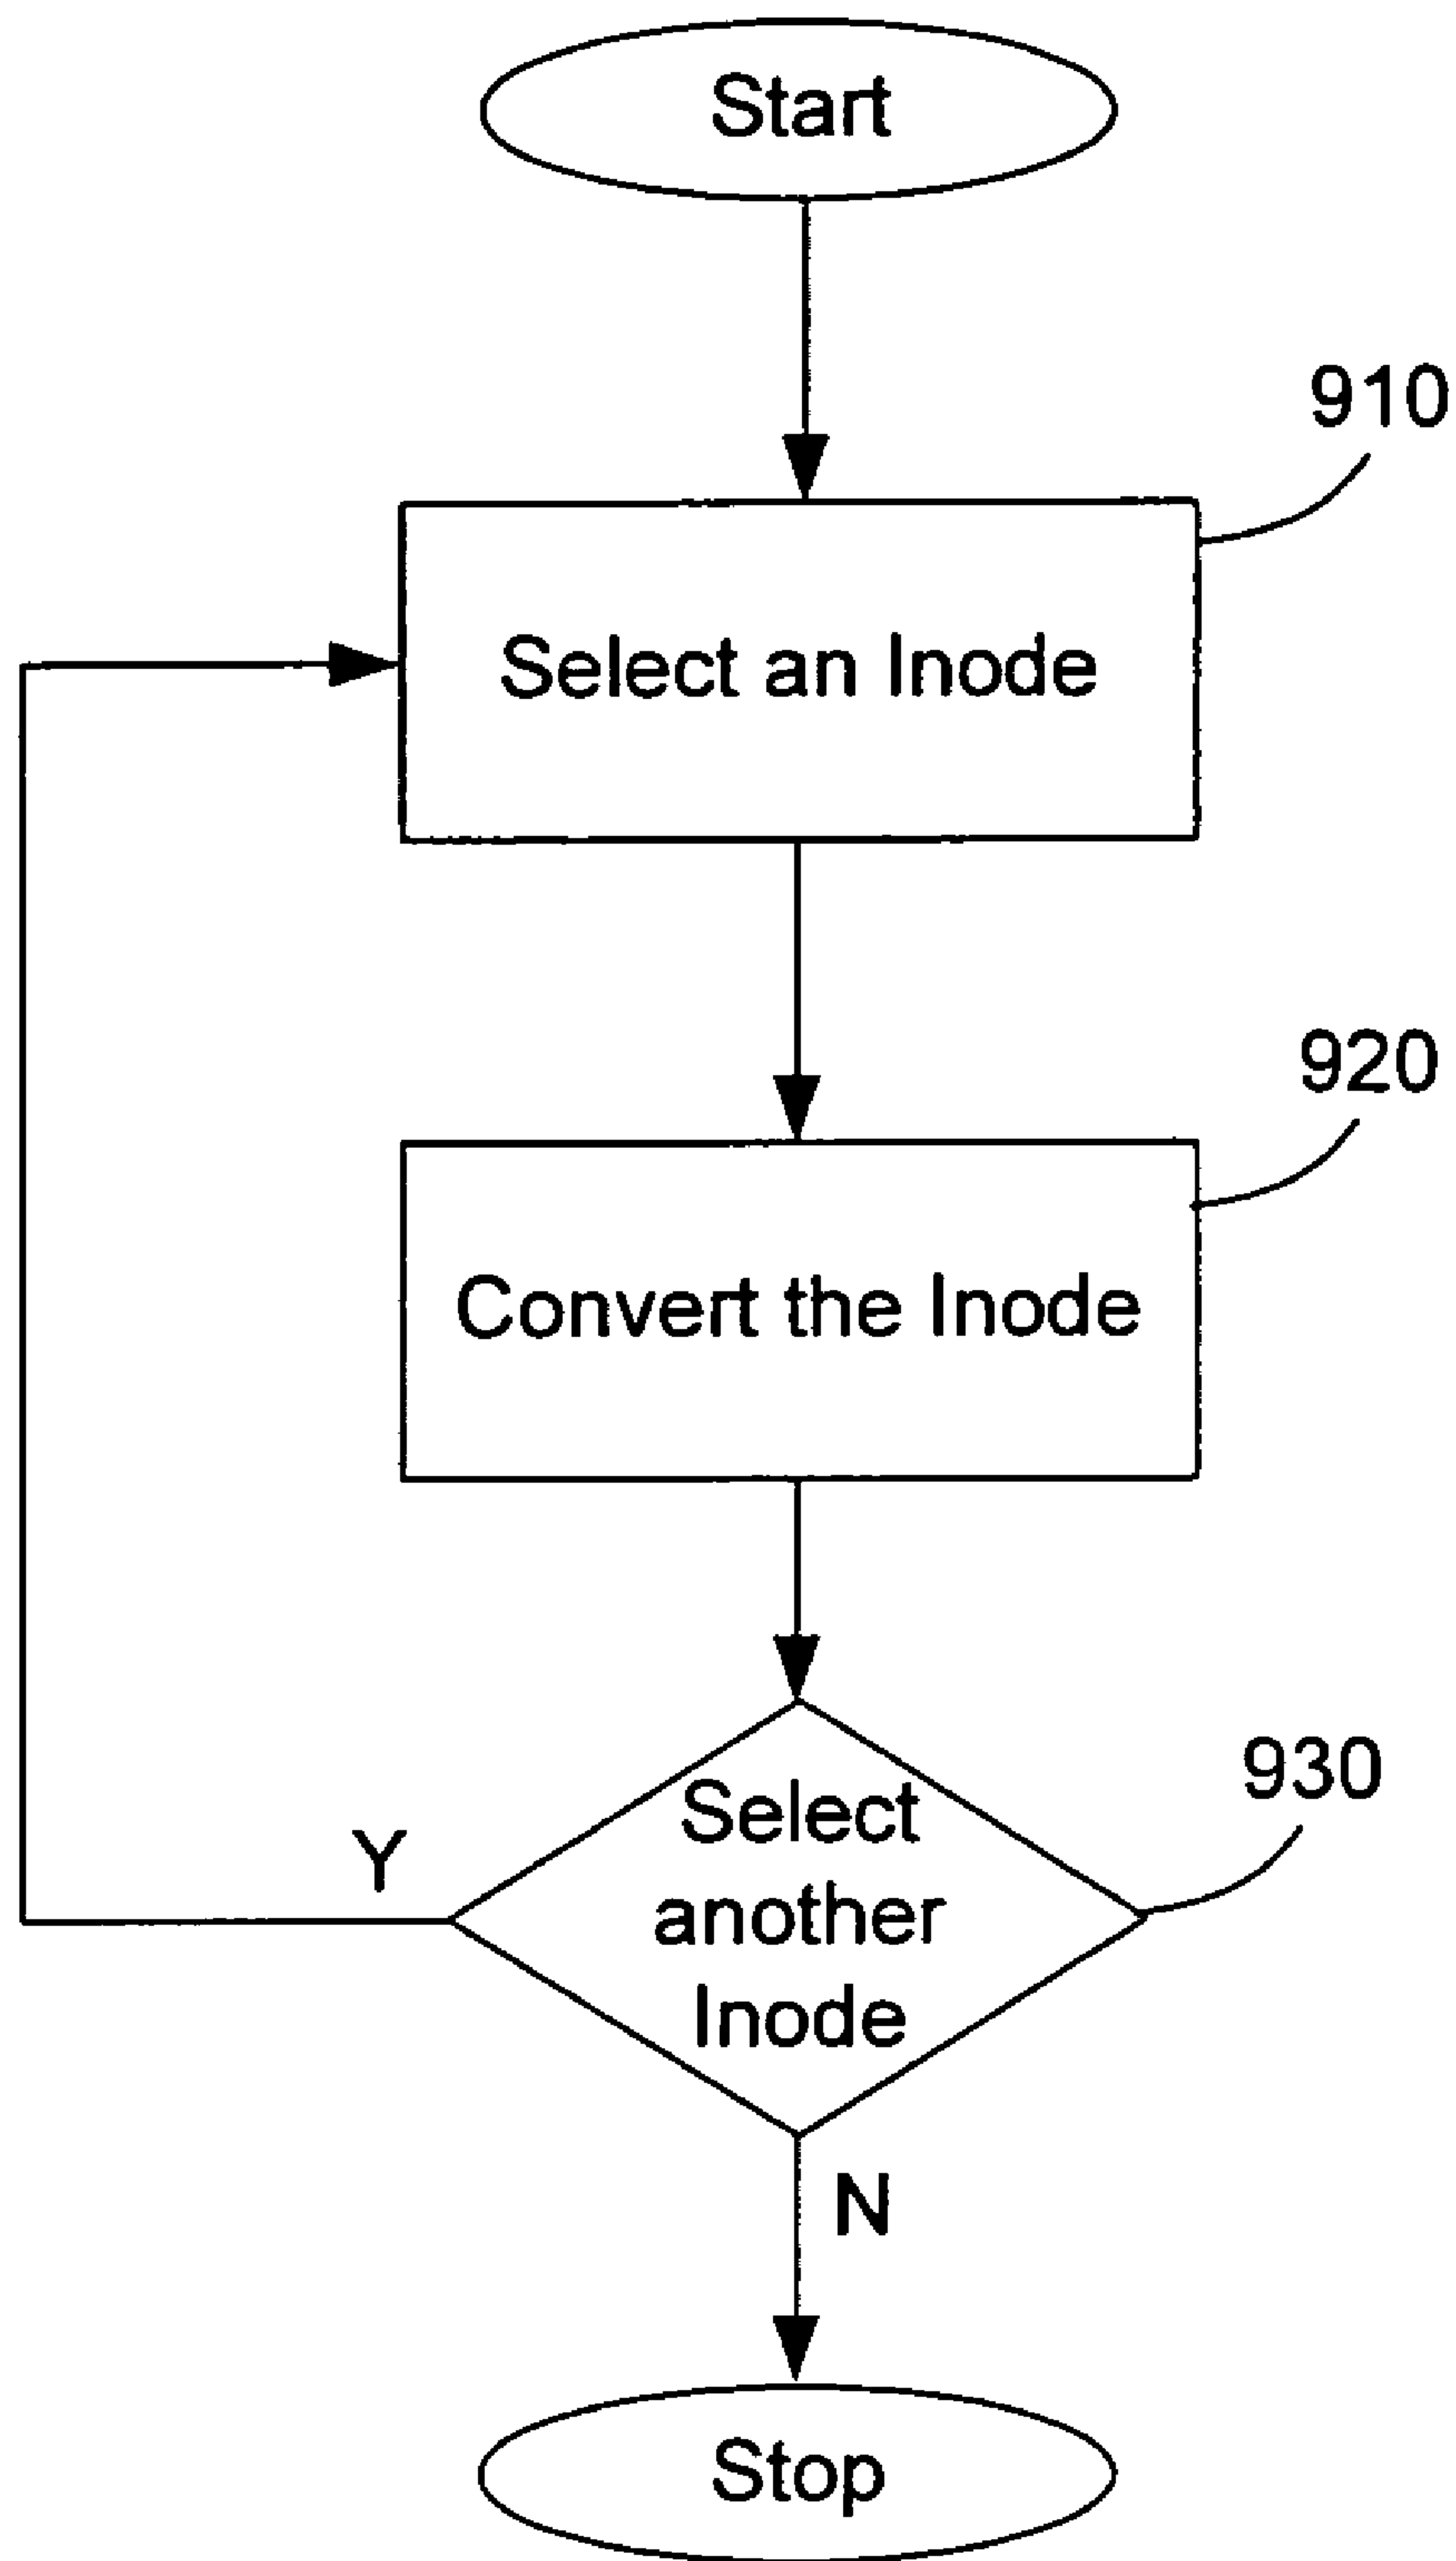 Start
910
Select an Inode
920
Convert the Inode
930
Select
another
Inode
Y
N
Stop